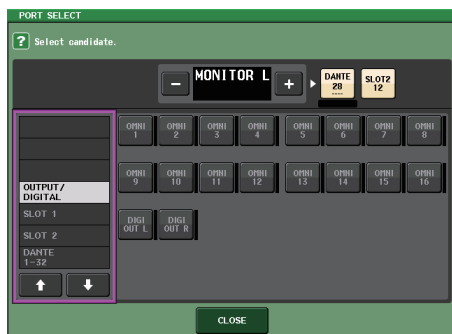 PORT SELECT
? Select candidate.
− MONITOR L +
DANTE
28
----
SLOT2
12
OUTPUT/
DIGITAL
SLOT 1
SLOT 2
DANTE
1-32
OMNI 1 OMNI 2 OMNI 3 OMNI 4 OMNI 5 OMNI 6 OMNI 7 OMNI 8
OMNI 9 OMNI 10 OMNI 11 OMNI 12 OMNI 13 OMNI 14 OMNI 15 OMNI 16
DIGI OUT L DIGI OUT R
CLOSE